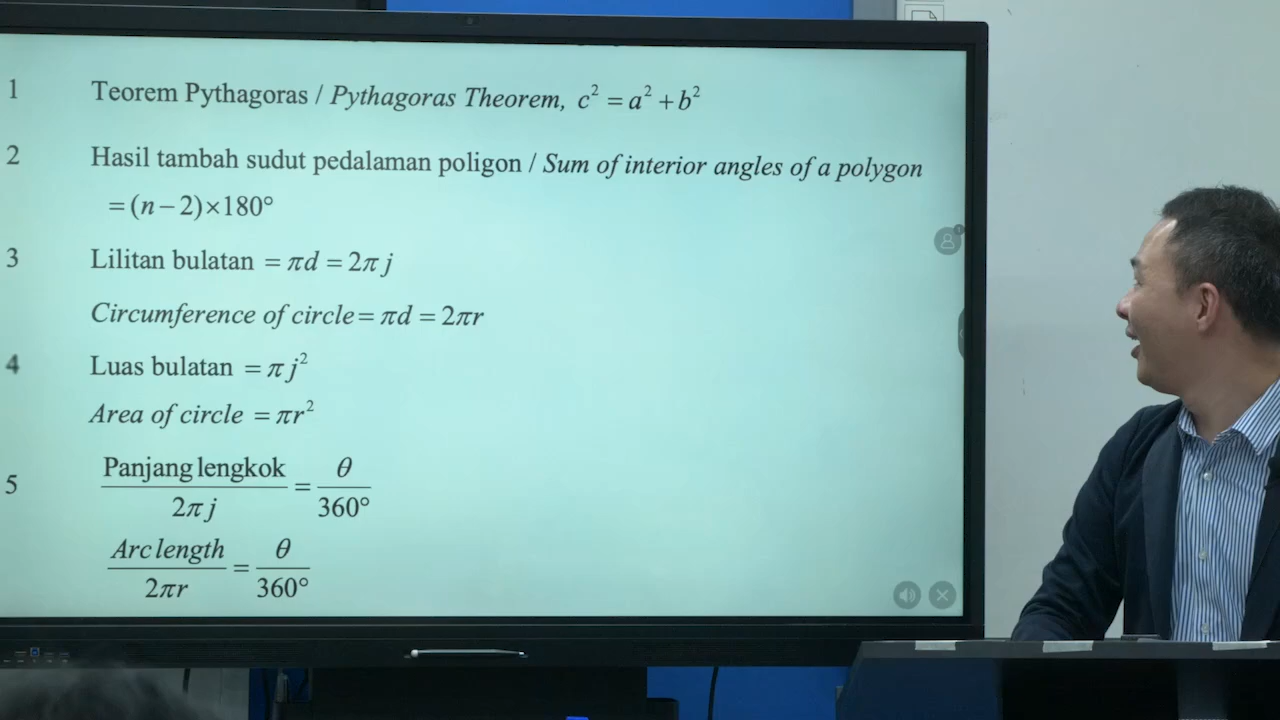 1 Teorem Pythagoras / Pythagoras Theorem, c² = a² + b²
2 Hasil tambah sudut pedalaman poligon / Sum of interior angles of a polygon
= (n − 2) × 180°
3 Lilitan bulatan = πd = 2πj
Circumference of circle = πd = 2πr
4 Luas bulatan = πj²
Area of circle = πr²
5 Panjang lengkok / 2πj = θ / 360°
Arc length / 2πr = θ / 360°